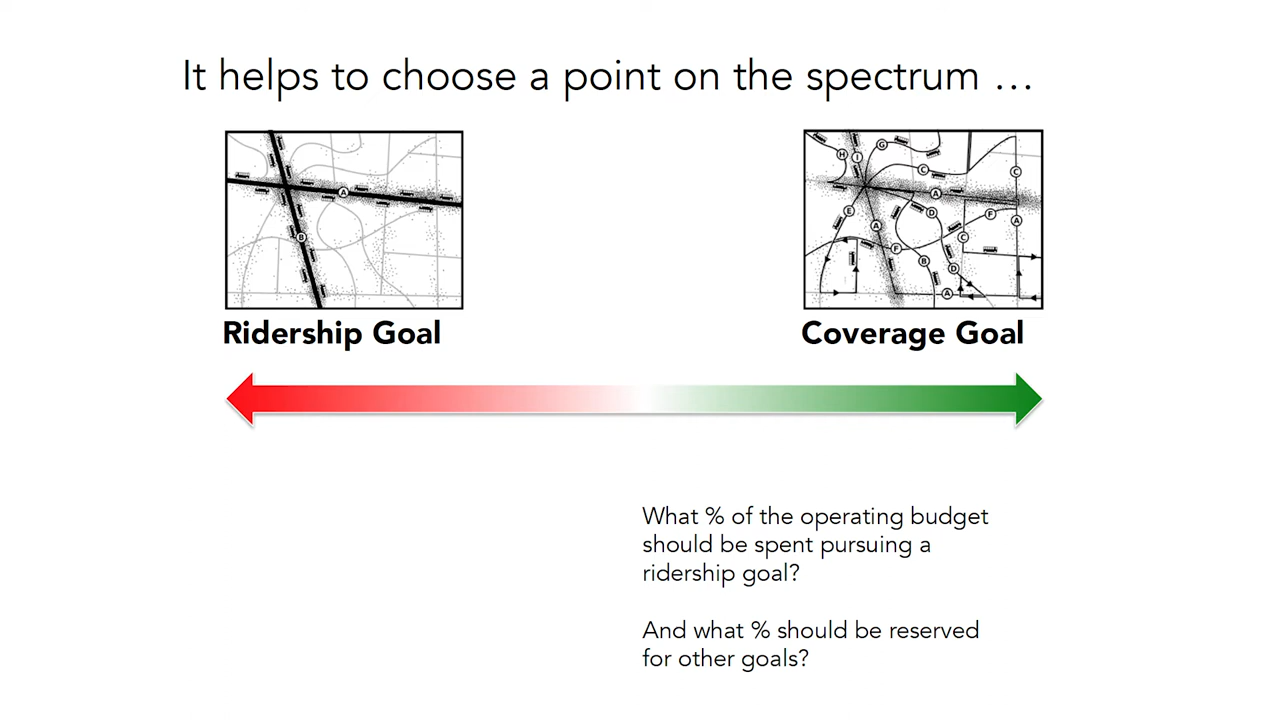 It helps to choose a point on the spectrum …
A
B
H
I
G
C
C
A
E
D
F
A
A
C
F
B
D
A
Ridership Goal
Coverage Goal
What % of the operating budget
should be spent pursuing a
ridership goal?
And what % should be reserved
for other goals?